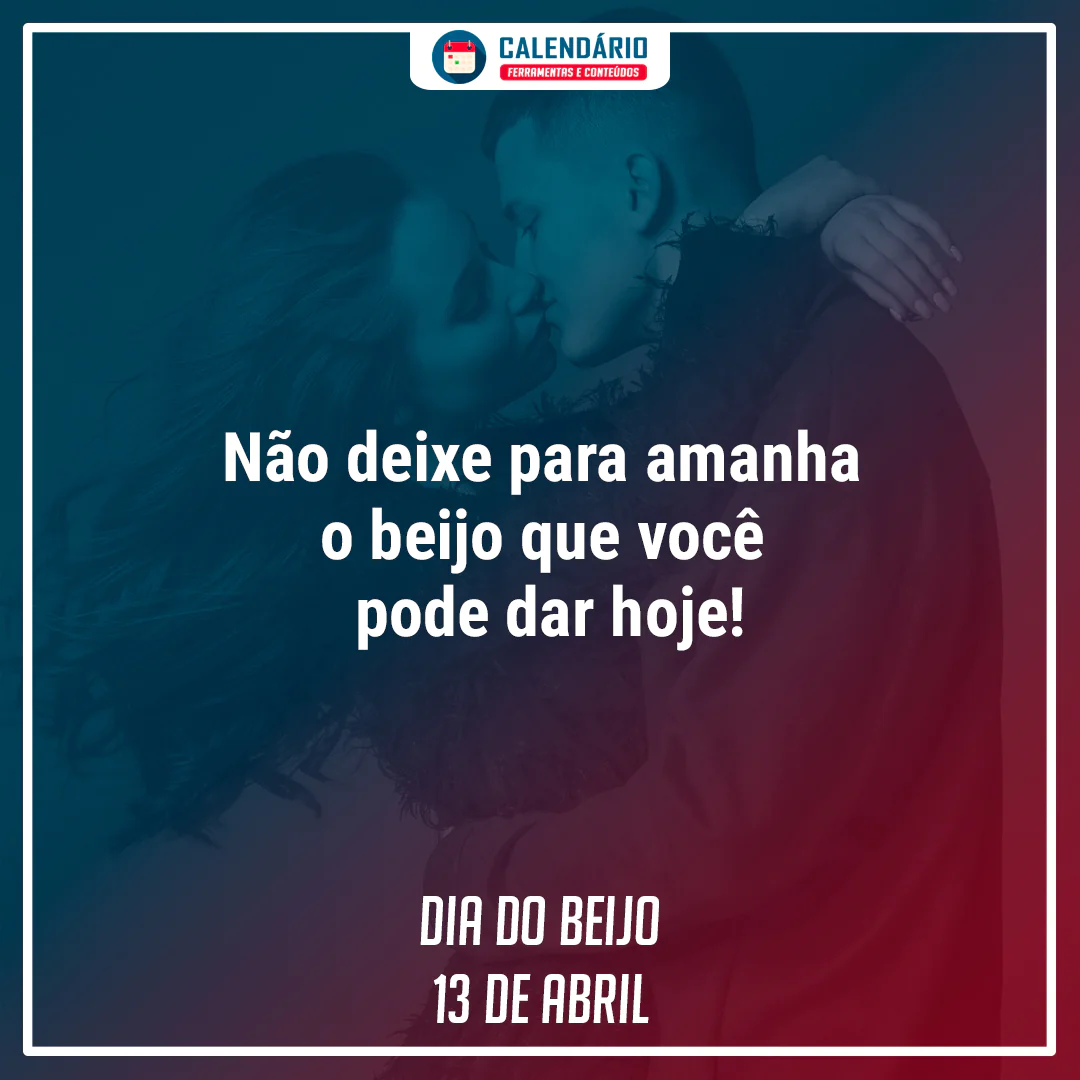 CALENDÁRIO
FERRAMENTAS E CONTEÚDOS
Não deixe para amanha
o beijo que você
pode dar hoje!
DIA DO BEIJO
13 DE ABRIL